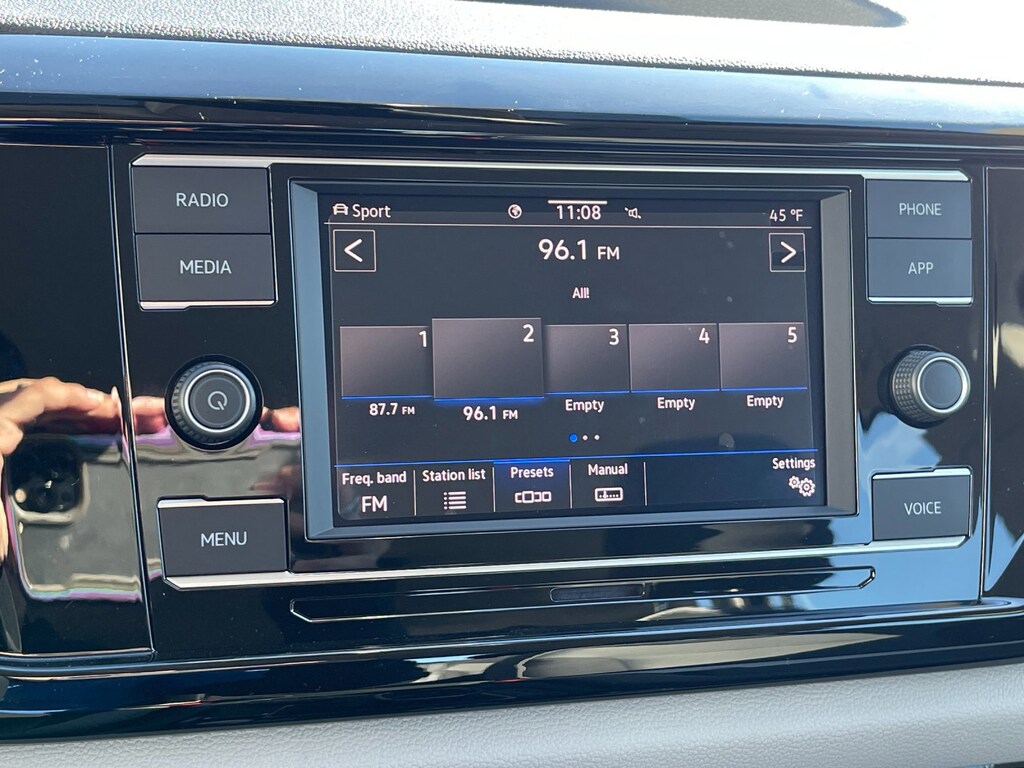 RADIO
MEDIA
MENU
Sport
11:08
45 °F
<
96.1 FM
>
All!
1
2
3
4
5
87.7 FM
96.1 FM
Empty
Empty
Empty
Freq. band
FM
Station list
Presets
Manual
Settings
PHONE
APP
VOICE